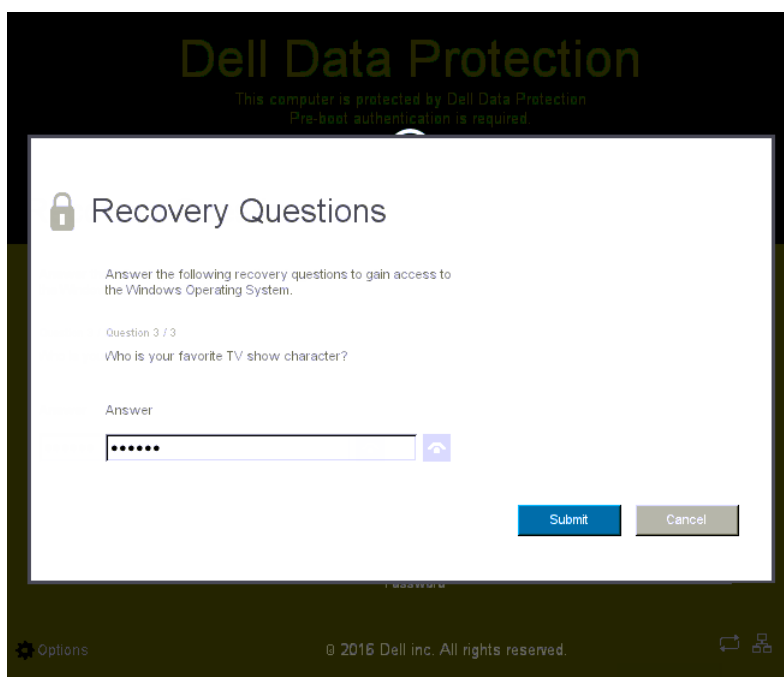 Dell Data Protection
This computer is protected by Dell Data Protection
Pre-boot authentication is required.
Recovery Questions
Answer the following recovery questions to gain access to
the Windows Operating System.
Question 3 / 3
Who is your favorite TV show character?
Answer
••••••
Submit Cancel
Password
Options © 2016 Dell inc. All rights reserved.